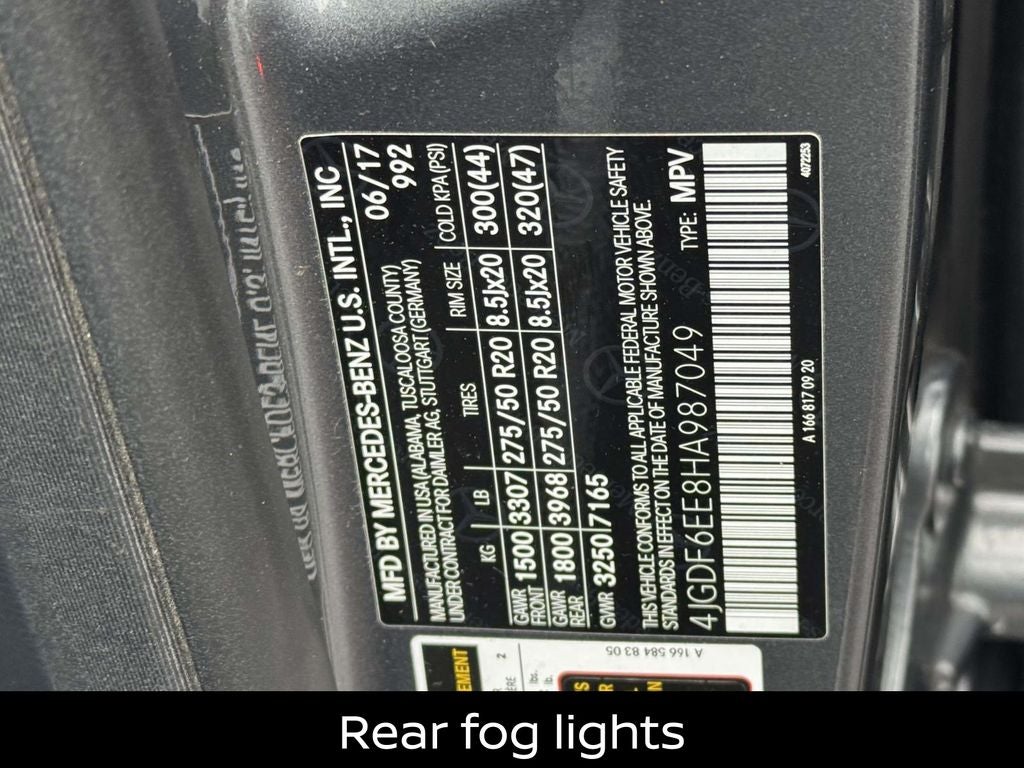 MFD BY MERCEDES-BENZ U.S. INTL., INC
MANUFACTURED IN USA (ALABAMA, TUSCALOOSA COUNTY) 06/17
UNDER CONTRACT FOR DAIMLER AG, STUTTGART (GERMANY) 992
KG LB TIRES RIM SIZE COLD KPA (PSI)
GAWR FRONT 1500 3307 275/50 R20 8.5Jx20 300(44)
GAWR REAR 1800 3968 275/50 R20 8.5Jx20 320(47)
GVWR 3250 7165
THIS VEHICLE CONFORMS TO ALL APPLICABLE FEDERAL MOTOR VEHICLE SAFETY
STANDARDS IN EFFECT ON THE DATE OF MANUFACTURE SHOWN ABOVE.
4JGDF6EE8HA987049 TYPE: MPV
A 166 817 09 20 4072253
A 166 584 83 05
2
Rear fog lights